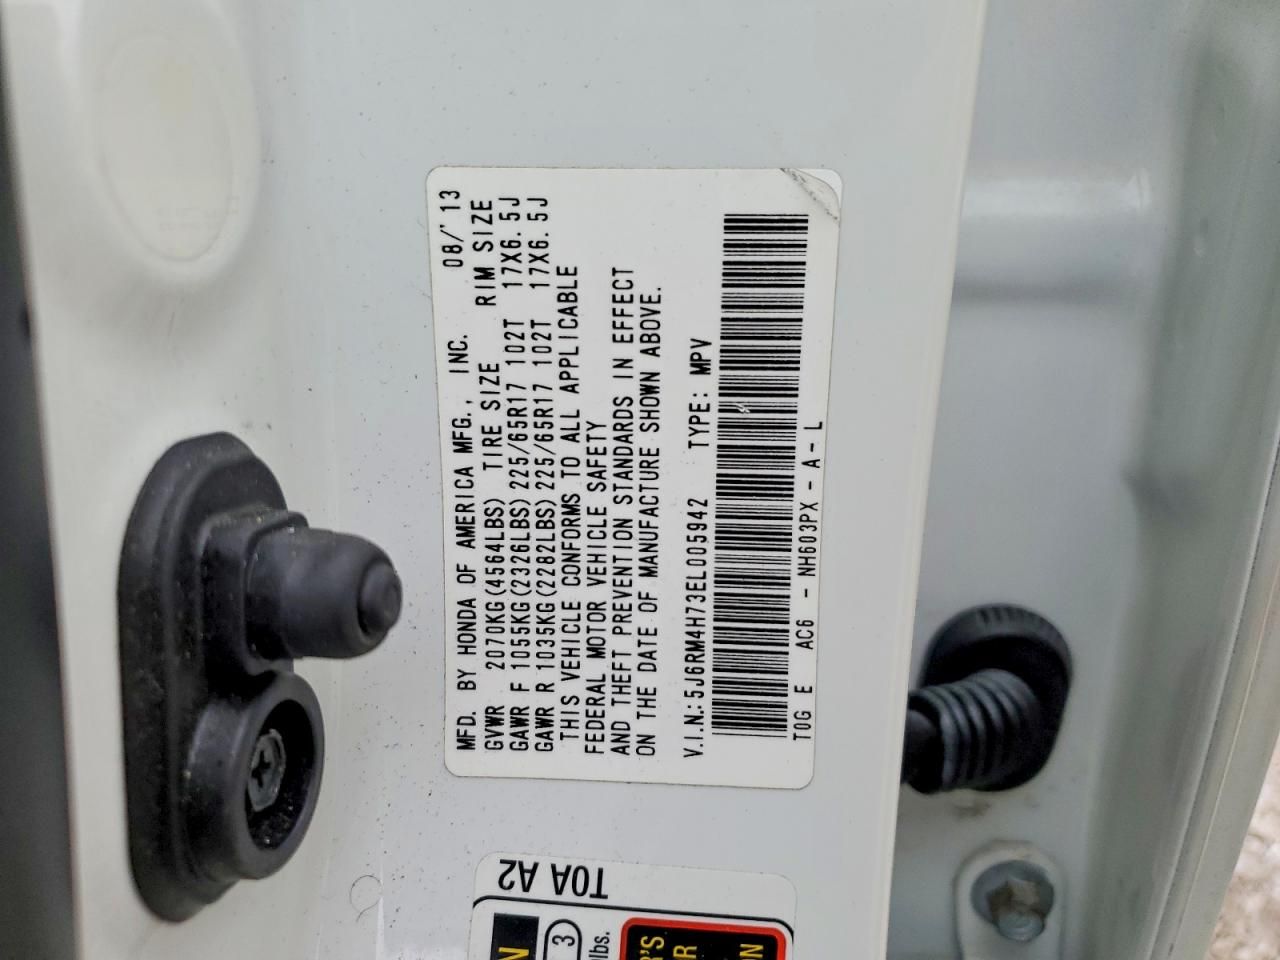 MFD. BY HONDA OF AMERICA MFG., INC. 08/'13
GVWR 2070KG(4564LBS) TIRE SIZE RIM SIZE
GAWR F 1055KG(2326LBS) 225/65R17 102T 17X6.5J
GAWR R 1035KG(2282LBS) 225/65R17 102T 17X6.5J
THIS VEHICLE CONFORMS TO ALL APPLICABLE
FEDERAL MOTOR VEHICLE SAFETY
AND THEFT PREVENTION STANDARDS IN EFFECT
ON THE DATE OF MANUFACTURE SHOWN ABOVE.
V.I.N.: 5J6RM4H73EL005942 TYPE: MPV
T0G E AC6 - NH603PX - A - L
T0A A2
N
3
lbs.
R'S
R
ON